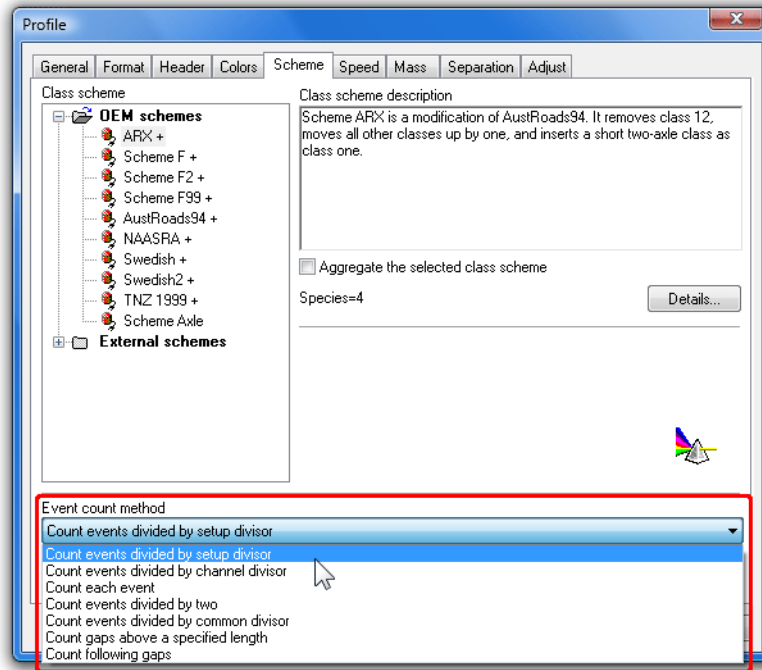 Profile
General Format Header Colors Scheme Speed Mass Separation Adjust
Class scheme
OEM schemes
ARX +
Scheme F +
Scheme F2 +
Scheme F99 +
AustRoads94 +
NAASRA +
Swedish +
Swedish2 +
TNZ 1999 +
Scheme Axle
External schemes
Class scheme description
Scheme ARX is a modification of AustRoads94. It removes class 12,
moves all other classes up by one, and inserts a short two-axle class as
class one.
Aggregate the selected class scheme
Species=4
Details...
Event count method
Count events divided by setup divisor
Count events divided by setup divisor
Count events divided by channel divisor
Count each event
Count events divided by two
Count events divided by common divisor
Count gaps above a specified length
Count following gaps